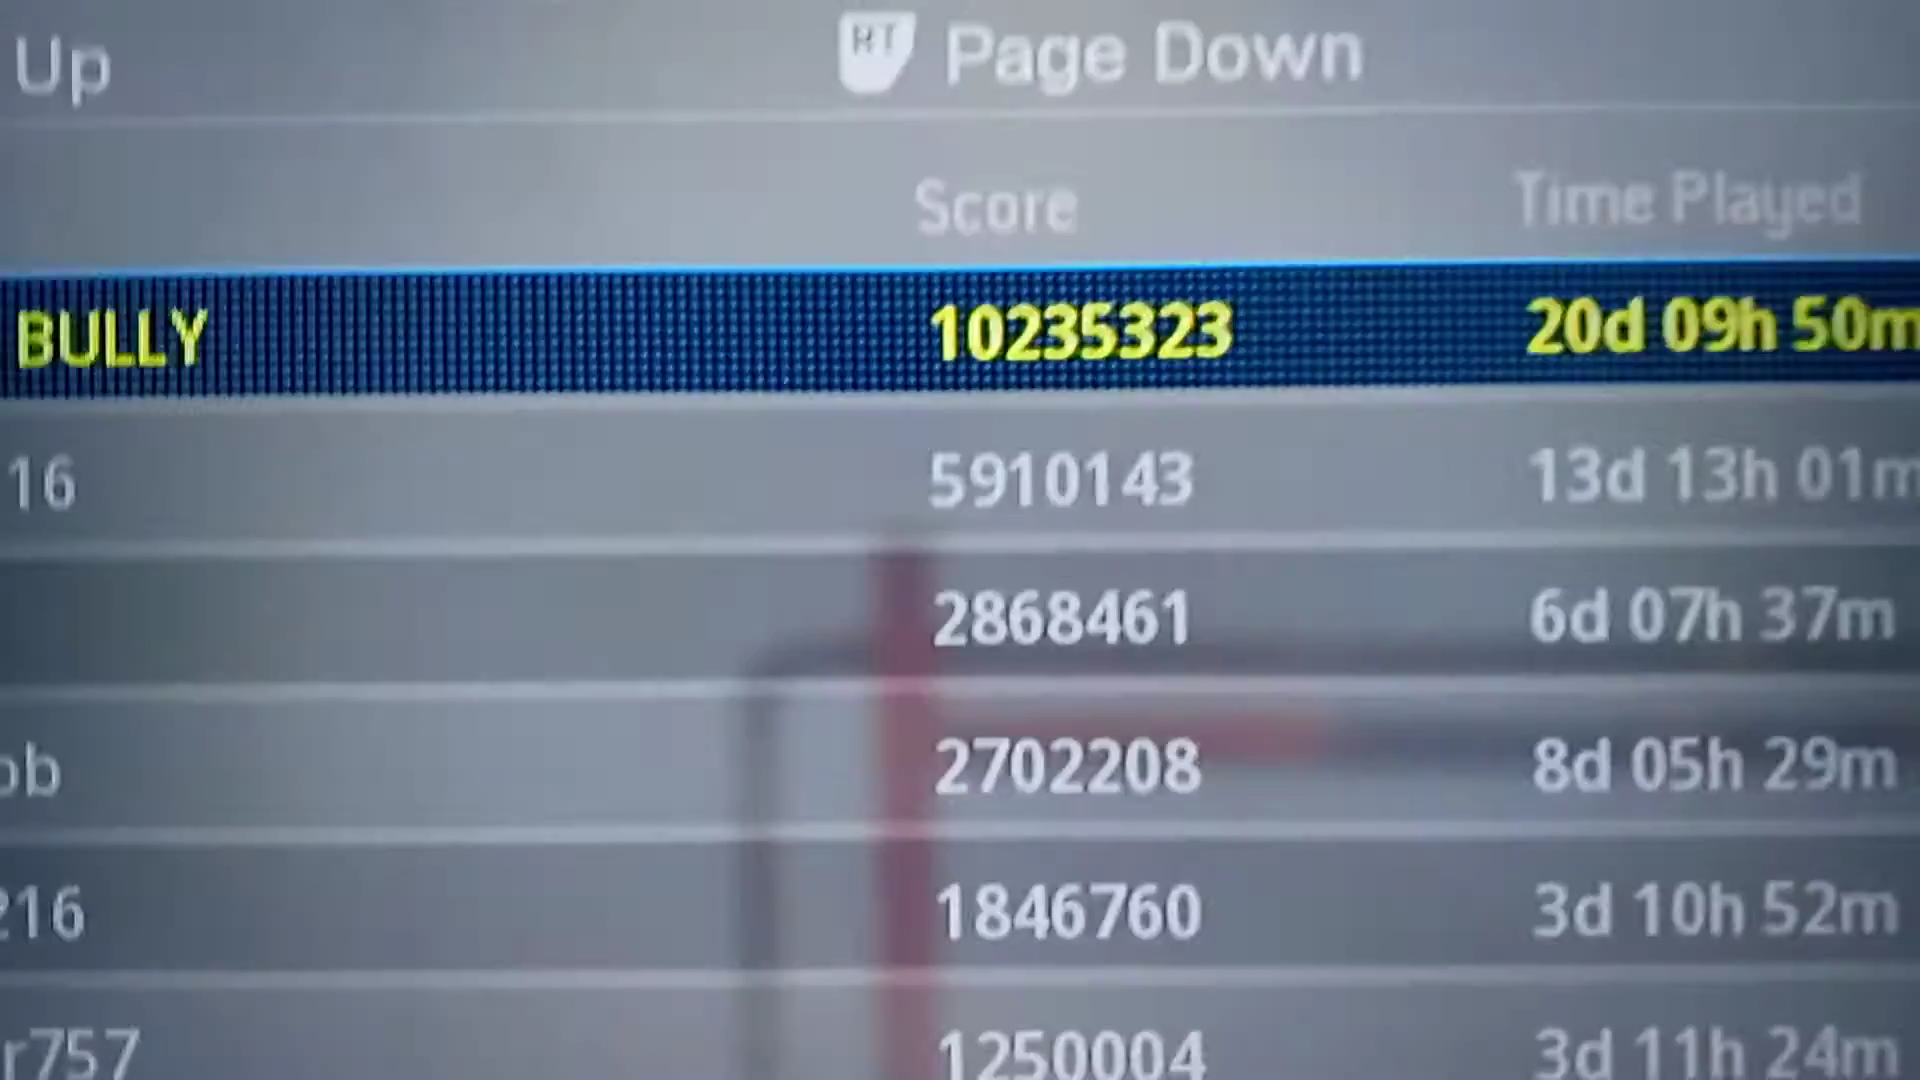 Up RT Page Down
Score Time Played
BULLY 10235323 20d 09h 50m
16 5910143 13d 13h 01m
2868461 6d 07h 37m
ob 2702208 8d 05h 29m
216 1846760 3d 10h 52m
r757 1250004 3d 11h 24m